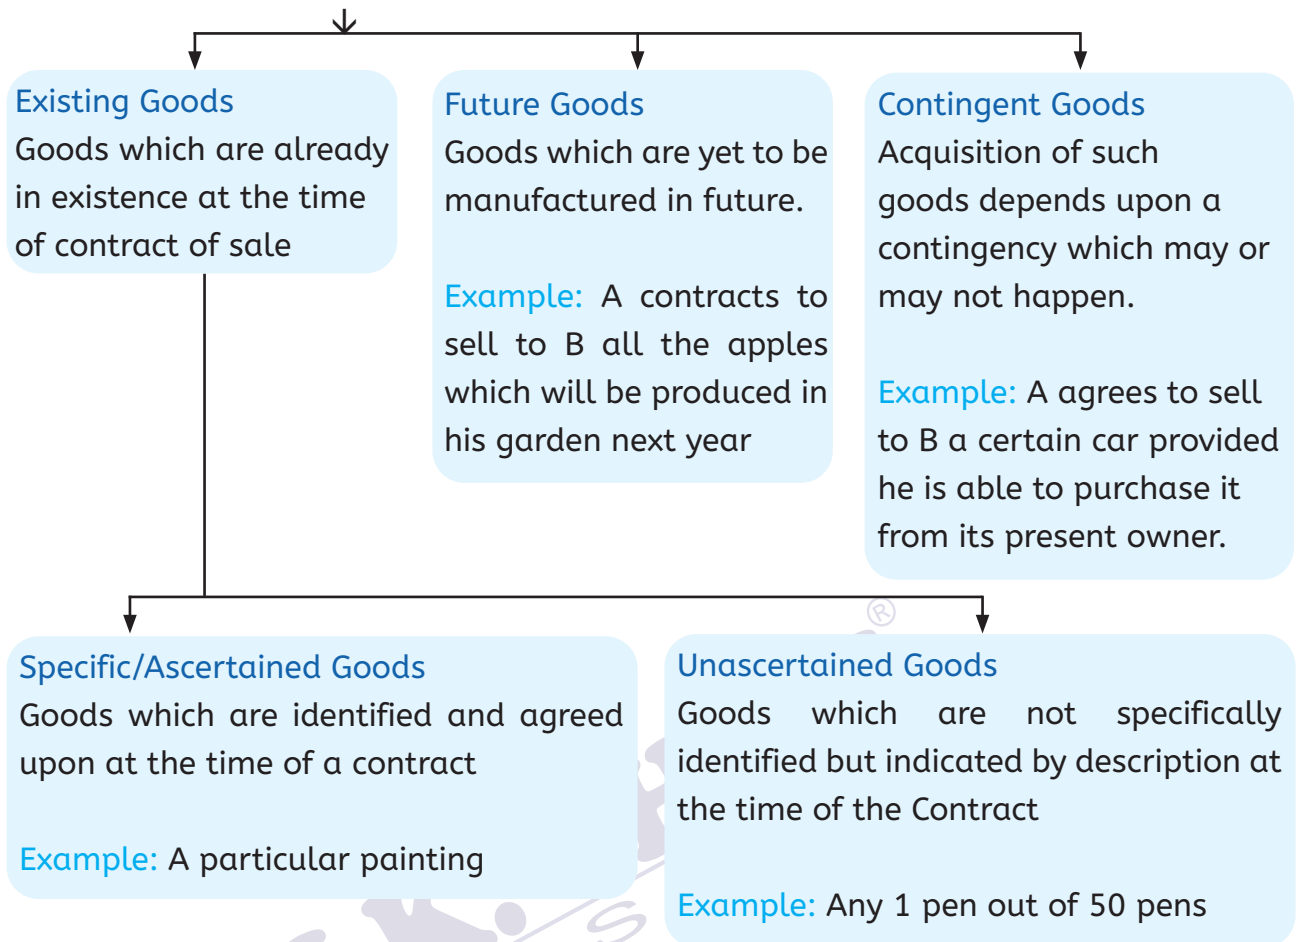 Existing Goods
Goods which are already
in existence at the time
of contract of sale
Future Goods
Goods which are yet to be
manufactured in future.
Example: A contracts to
sell to B all the apples
which will be produced in
his garden next year
Contingent Goods
Acquisition of such
goods depends upon a
contingency which may or
may not happen.
Example: A agrees to sell
to B a certain car provided
he is able to purchase it
from its present owner.
Specific/Ascertained Goods
Goods which are identified and agreed
upon at the time of a contract
Example: A particular painting
Unascertained Goods
Goods which are not specifically
identified but indicated by description at
the time of the Contract
Example: Any 1 pen out of 50 pens
®